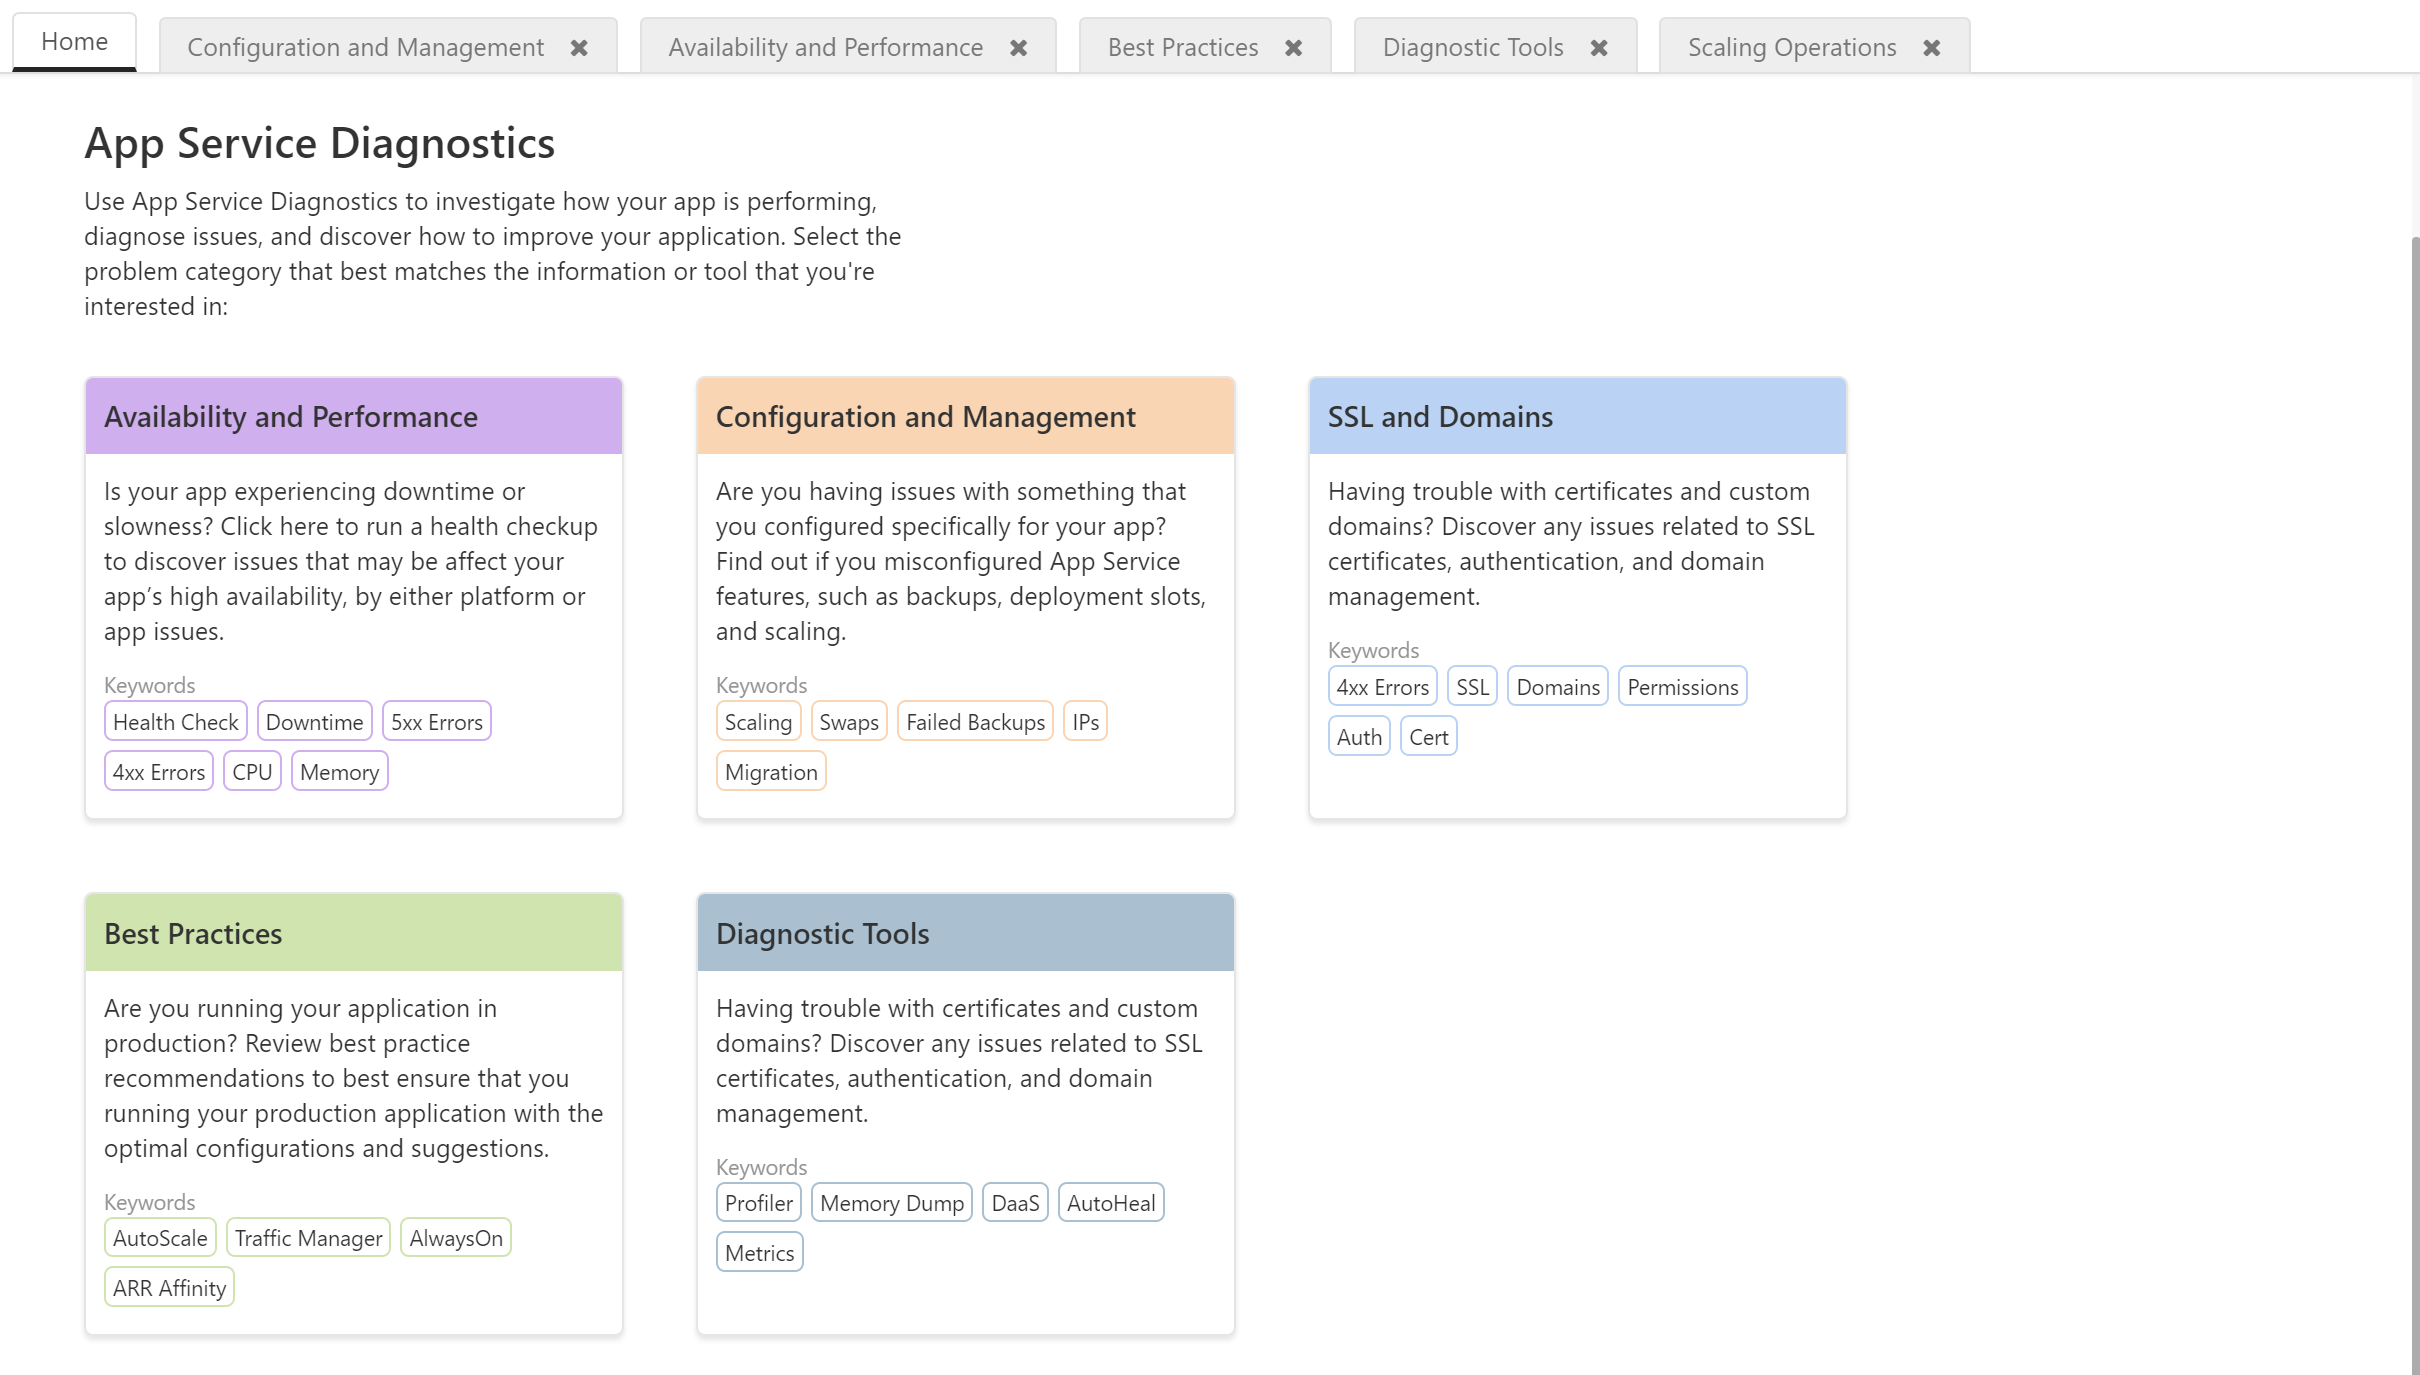 Home
Configuration and Management
Availability and Performance
Best Practices
Diagnostic Tools
Scaling Operations
App Service Diagnostics
Use App Service Diagnostics to investigate how your app is performing,
diagnose issues, and discover how to improve your application. Select the
problem category that best matches the information or tool that you're
interested in:
Availability and Performance
Is your app experiencing downtime or
slowness? Click here to run a health checkup
to discover issues that may be affect your
app’s high availability, by either platform or
app issues.
Keywords
Health Check Downtime 5xx Errors
4xx Errors CPU Memory
Configuration and Management
Are you having issues with something that
you configured specifically for your app?
Find out if you misconfigured App Service
features, such as backups, deployment slots,
and scaling.
Keywords
Scaling Swaps Failed Backups IPs
Migration
SSL and Domains
Having trouble with certificates and custom
domains? Discover any issues related to SSL
certificates, authentication, and domain
management.
Keywords
4xx Errors SSL Domains Permissions
Auth Cert
Best Practices
Are you running your application in
production? Review best practice
recommendations to best ensure that you
running your production application with the
optimal configurations and suggestions.
Keywords
AutoScale Traffic Manager AlwaysOn
ARR Affinity
Diagnostic Tools
Having trouble with certificates and custom
domains? Discover any issues related to SSL
certificates, authentication, and domain
management.
Keywords
Profiler Memory Dump DaaS AutoHeal
Metrics